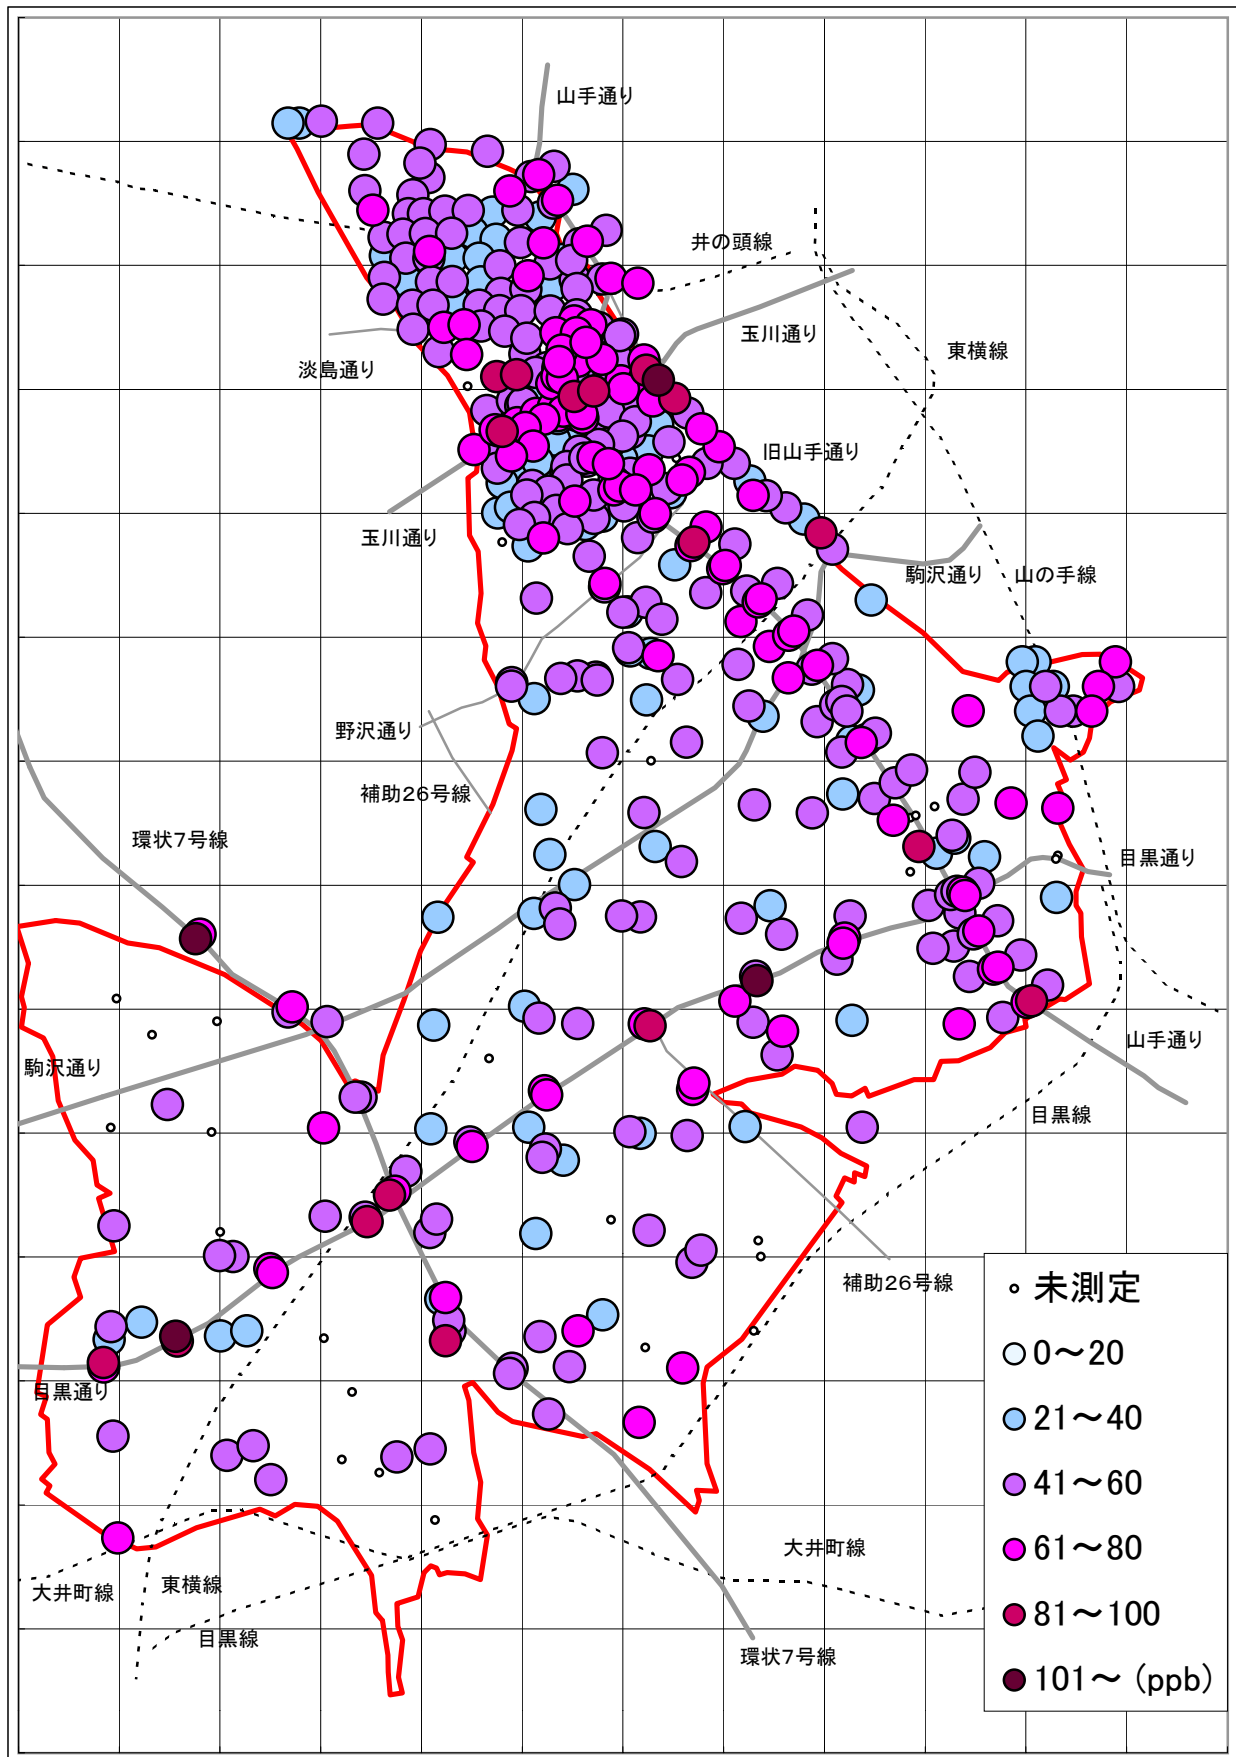 山手通り
井の頭線
玉川通り
東横線
淡島通り
旧山手通り
玉川通り
駒沢通り
山の手線
野沢通り
補助26号線
環状7号線
目黒通り
山手通り
駒沢通り
目黒線
補助26号線
目黒通り
大井町線
大井町線
東横線
目黒線
環状7号線
未測定
0～20
21～40
41～60
61～80
81～100
101～ (ppb)